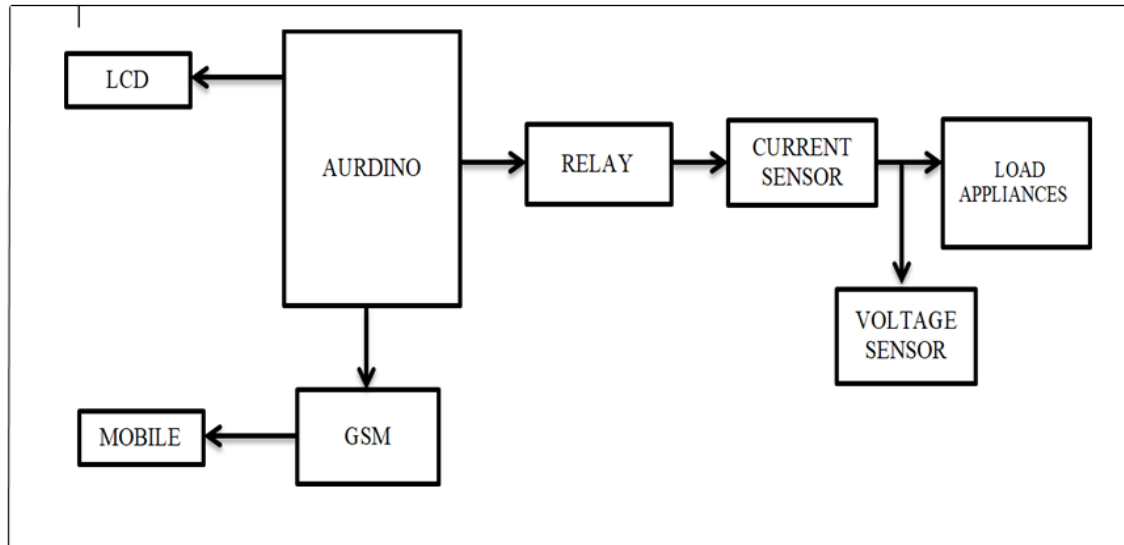 LCD
AURDINO
RELAY
CURRENT
SENSOR
LOAD
APPLIANCES
VOLTAGE
SENSOR
MOBILE
GSM